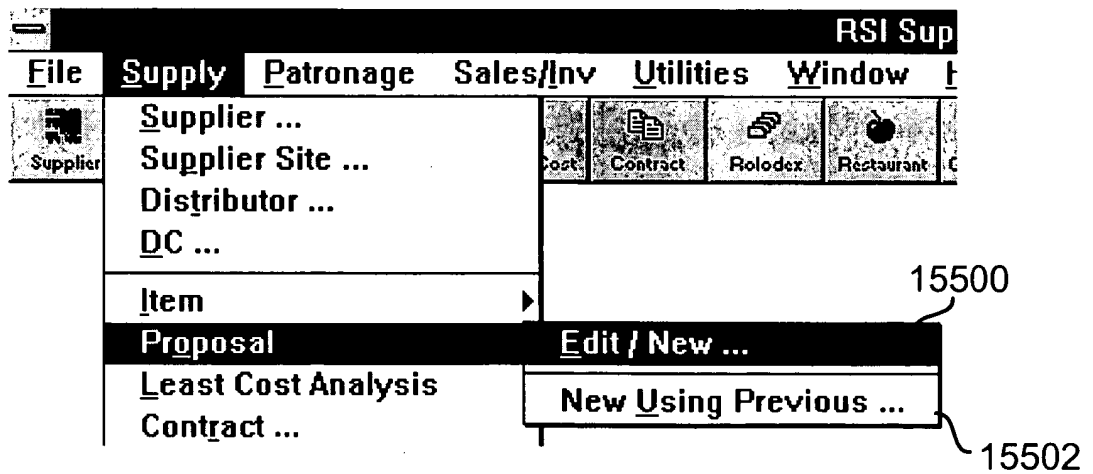 RSI Sup
File Supply Patronage Sales/Inv Utilities Window
Supplier Cost Contract Rolodex Restaurant
Supplier ...
Supplier Site ...
Distributor ...
DC ...
15500
Item
Proposal Edit / New ...
Least Cost Analysis New Using Previous ...
Contract ...
15502